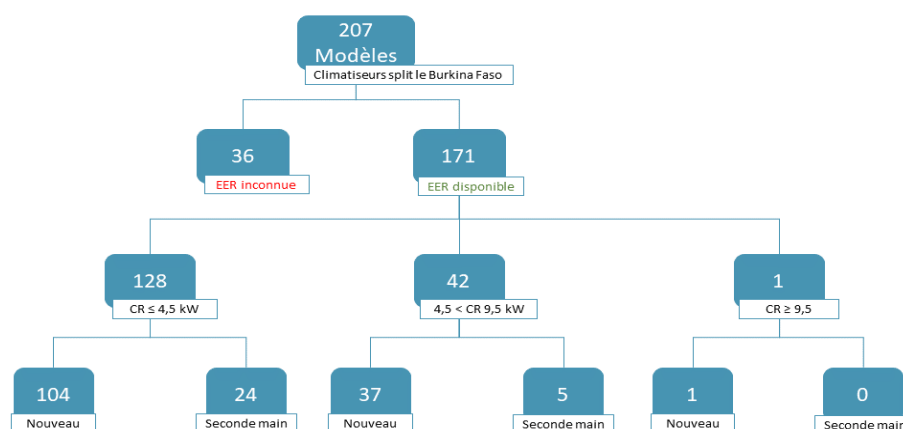 207
Modèles
Climatiseurs split le Burkina Faso
36
EER inconnue
171
EER disponible
128
CR ≤ 4,5 kW
42
4,5 < CR 9,5 kW
1
CR ≥ 9,5
104
Nouveau
24
Seconde main
37
Nouveau
5
Seconde main
1
Nouveau
0
Seconde main